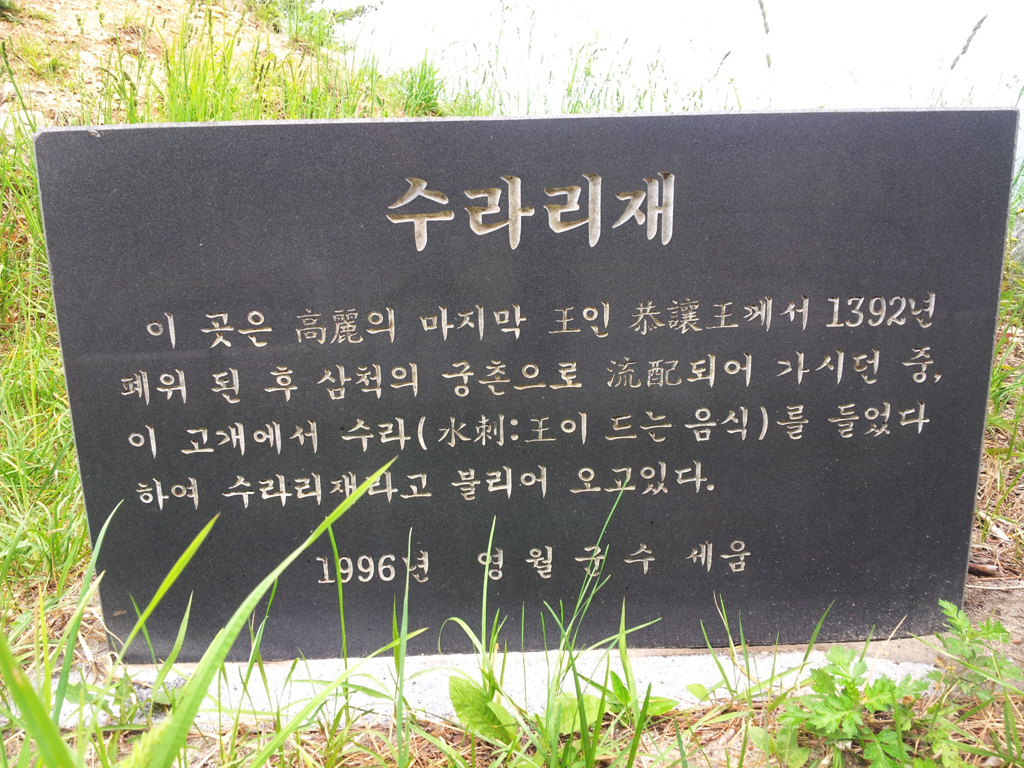 수라리재
이 곳은 高麗의 마지막 王인 恭讓王께서 1392년
폐위 된 후 삼척의 궁촌으로 流配되어 가시던 중,
이 고개에서 수라(水刺:王이 드는 음식)를 들었다
하여 수라리재라고 불리어 오고있다.
1996년 영월군수 세움